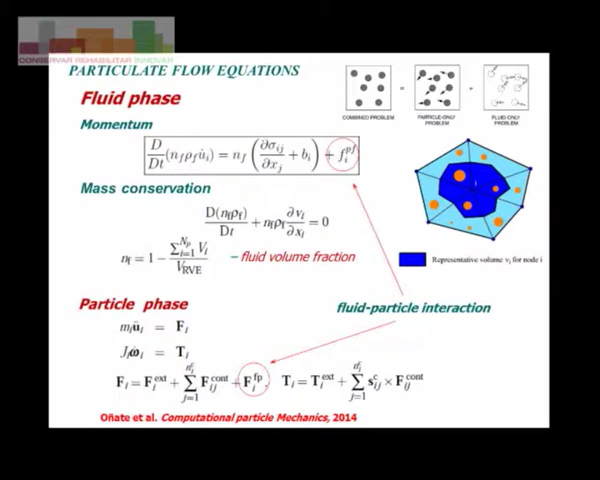 CONSERVAR REHABILITAR INNOVAR
PARTICULATE FLOW EQUATIONS
Fluid phase
COMBINED PROBLEM = PARTICLE-ONLY PROBLEM + FLUID-ONLY PROBLEM
Momentum
D/Dt (n_f ρ_f u̇_i) = n_f (∂σ_ij/∂x_j + b_i) + f_i^pf
Mass conservation
D(n_f ρ_f)/Dt + n_f ρ_f ∂v_i/∂x_i = 0
n_f = 1 − Σ_{i=1}^{N_p} V_i / V_RVE – fluid volume fraction
Representative volume v_i for node i
Particle phase
fluid-particle interaction
m_i ü_i = F_i
J_i ω̇_i = T_i
F_i = F_i^ext + Σ_{j=1}^{n_i^c} F_ij^cont + F_i^fp, T_i = T_i^ext + Σ_{j=1}^{n_i^c} s_ij^c × F_ij^cont
Oñate et al. Computational particle Mechanics, 2014